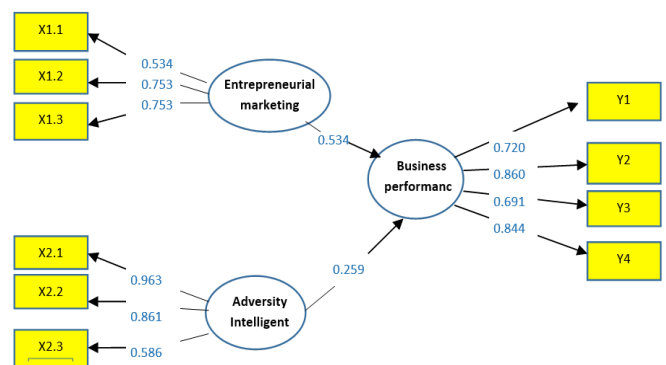 X1.1
X1.2
X1.3
0.534
0.753
0.753
Entrepreneurial
marketing
0.534
Business
performanc
0.720
0.860
0.691
0.844
Y1
Y2
Y3
Y4
X2.1
X2.2
X2.3
0.963
0.861
0.586
Adversity
Intelligent
0.259